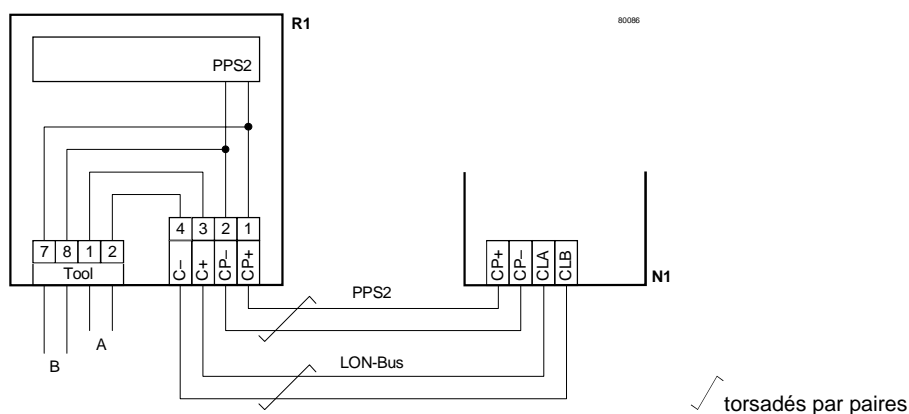 R1
80086
PPS2
4 3 2 1
7 8 1 2
C– C+ CP– CP+
Tool
CP+ CP– CLA CLB
N1
PPS2
A
B
LON-Bus
torsadés par paires